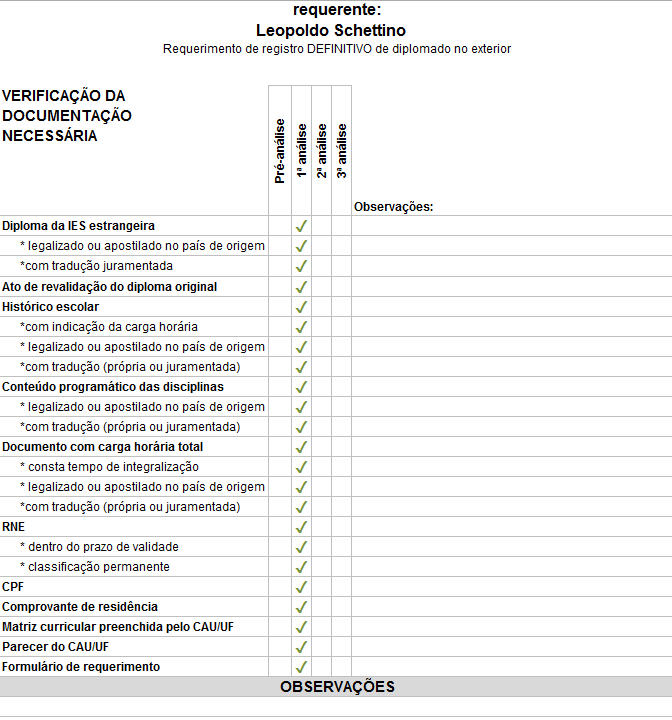 requerente:
Leopoldo Schettino
Requerimento de registro DEFINITIVO de diplomado no exterior
VERIFICAÇÃO DA
DOCUMENTAÇÃO
NECESSÁRIA
Pré-análise
1ª análise
2ª análise
3ª análise
Observações:
Diploma da IES estrangeira ✓
* legalizado ou apostilado no país de origem ✓
*com tradução juramentada ✓
Ato de revalidação do diploma original ✓
Histórico escolar ✓
*com indicação da carga horária ✓
* legalizado ou apostilado no país de origem ✓
*com tradução (própria ou juramentada) ✓
Conteúdo programático das disciplinas ✓
* legalizado ou apostilado no país de origem ✓
*com tradução (própria ou juramentada) ✓
Documento com carga horária total ✓
* consta tempo de integralização ✓
* legalizado ou apostilado no país de origem ✓
*com tradução (própria ou juramentada) ✓
RNE ✓
* dentro do prazo de validade ✓
* classificação permanente ✓
CPF ✓
Comprovante de residência ✓
Matriz curricular preenchida pelo CAU/UF ✓
Parecer do CAU/UF ✓
Formulário de requerimento ✓
OBSERVAÇÕES